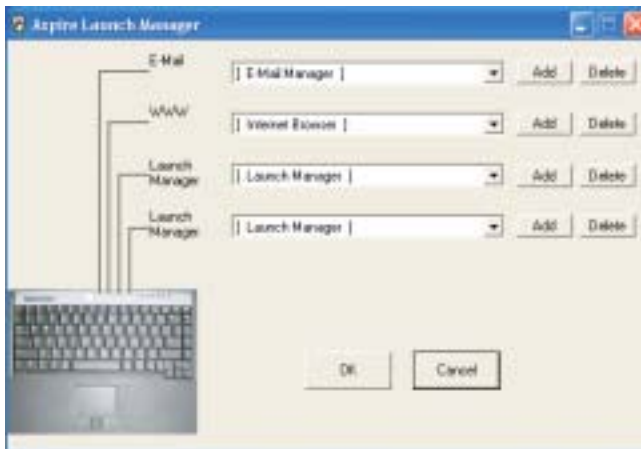 Aspire Launch Manager
E-Mail
[ E-Mail Manager ] Add Delete
WWW
[ Internet Browser ] Add Delete
Launch
Manager
[ Launch Manager ] Add Delete
Launch
Manager
[ Launch Manager ] Add Delete
OK Cancel